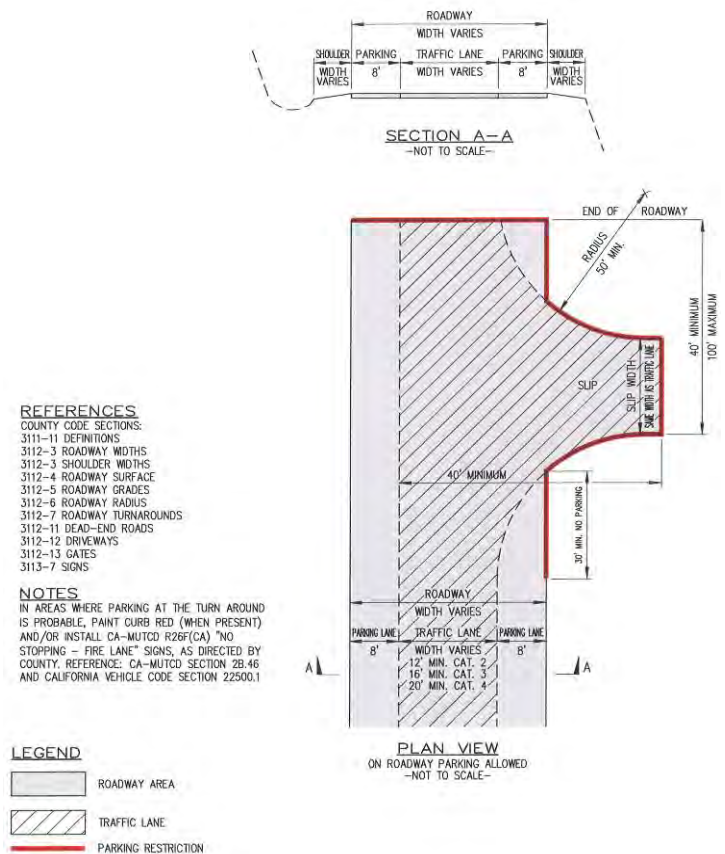 ROADWAY
WIDTH VARIES
SHOULDER PARKING TRAFFIC LANE PARKING SHOULDER
WIDTH VARIES 8' WIDTH VARIES 8' WIDTH VARIES
SECTION A-A
-NOT TO SCALE-
END OF ROADWAY
RADIUS
50' MIN.
40' MINIMUM
100' MAXIMUM
SLIP
SLIP WIDTH
SAME WIDTH AS TRAFFIC LANE
40' MINIMUM
30' MIN. NO PARKING
REFERENCES
COUNTY CODE SECTIONS:
3111-11 DEFINITIONS
3112-3 ROADWAY WIDTHS
3112-3 SHOULDER WIDTHS
3112-4 ROADWAY SURFACE
3112-5 ROADWAY GRADES
3112-6 ROADWAY RADIUS
3112-7 ROADWAY TURNAROUNDS
3112-11 DEAD-END ROADS
3112-12 DRIVEWAYS
3112-13 GATES
3113-7 SIGNS
NOTES
IN AREAS WHERE PARKING AT THE TURN AROUND
IS PROBABLE, PAINT CURB RED (WHEN PRESENT)
AND/OR INSTALL CA-MUTCD R26F(CA) "NO
STOPPING - FIRE LANE" SIGNS, AS DIRECTED BY
COUNTY. REFERENCE: CA-MUTCD SECTION 2B.46
AND CALIFORNIA VEHICLE CODE SECTION 22500.1
ROADWAY
WIDTH VARIES
PARKING LANE TRAFFIC LANE PARKING LANE
8' WIDTH VARIES 8'
12' MIN. CAT. 2
16' MIN. CAT. 3
20' MIN. CAT. 4
A A
PLAN VIEW
ON ROADWAY PARKING ALLOWED
-NOT TO SCALE-
LEGEND
ROADWAY AREA
TRAFFIC LANE
PARKING RESTRICTION